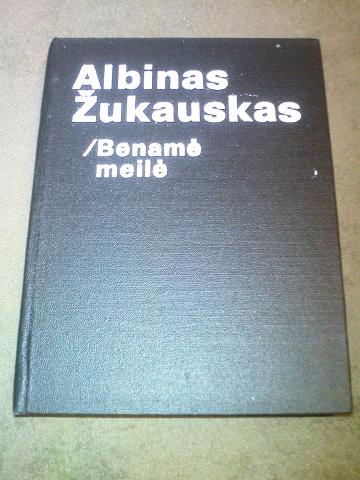 Albinas
Žukauskas
/Benamė
meilė